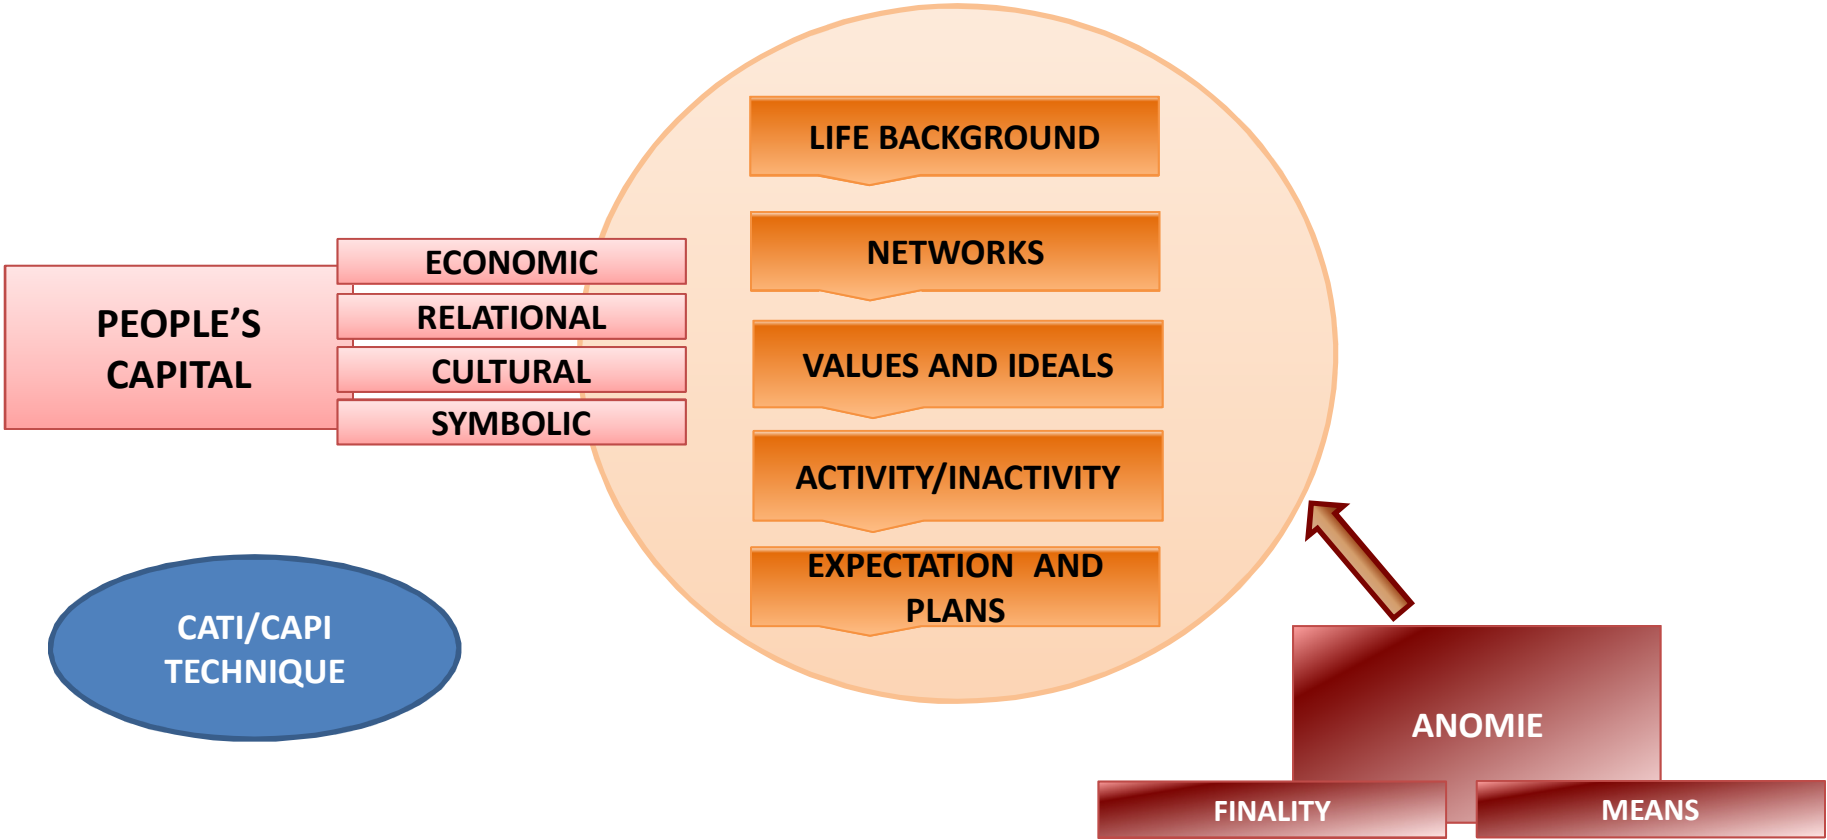 LIFE BACKGROUND
NETWORKS
VALUES AND IDEALS
ACTIVITY/INACTIVITY
EXPECTATION AND
PLANS
PEOPLE’S
CAPITAL
ECONOMIC
RELATIONAL
CULTURAL
SYMBOLIC
CATI/CAPI
TECHNIQUE
ANOMIE
FINALITY
MEANS